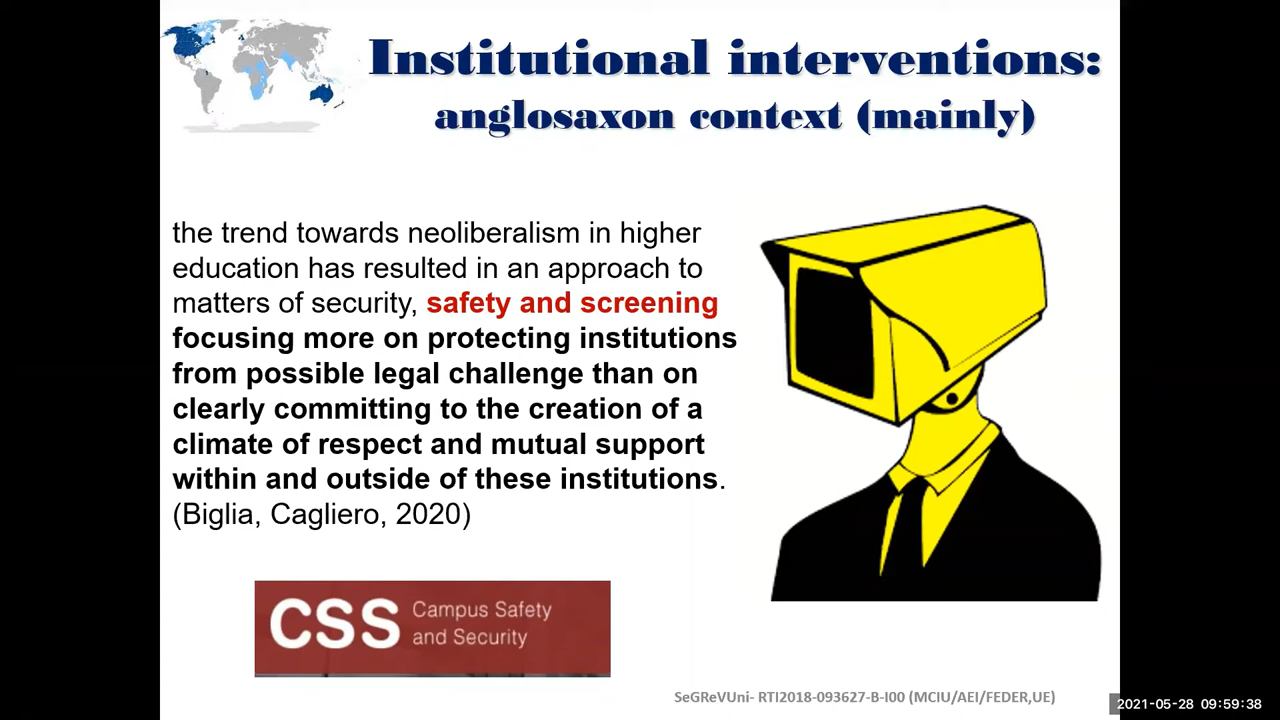 Institutional interventions:
anglosaxon context (mainly)
the trend towards neoliberalism in higher
education has resulted in an approach to
matters of security, safety and screening
focusing more on protecting institutions
from possible legal challenge than on
clearly committing to the creation of a
climate of respect and mutual support
within and outside of these institutions.
(Biglia, Cagliero, 2020)
CSS Campus Safety
and Security
SeGReVUni- RTI2018-093627-B-I00 (MCIU/AEI/FEDER,UE)
2021-05-28 09:59:38